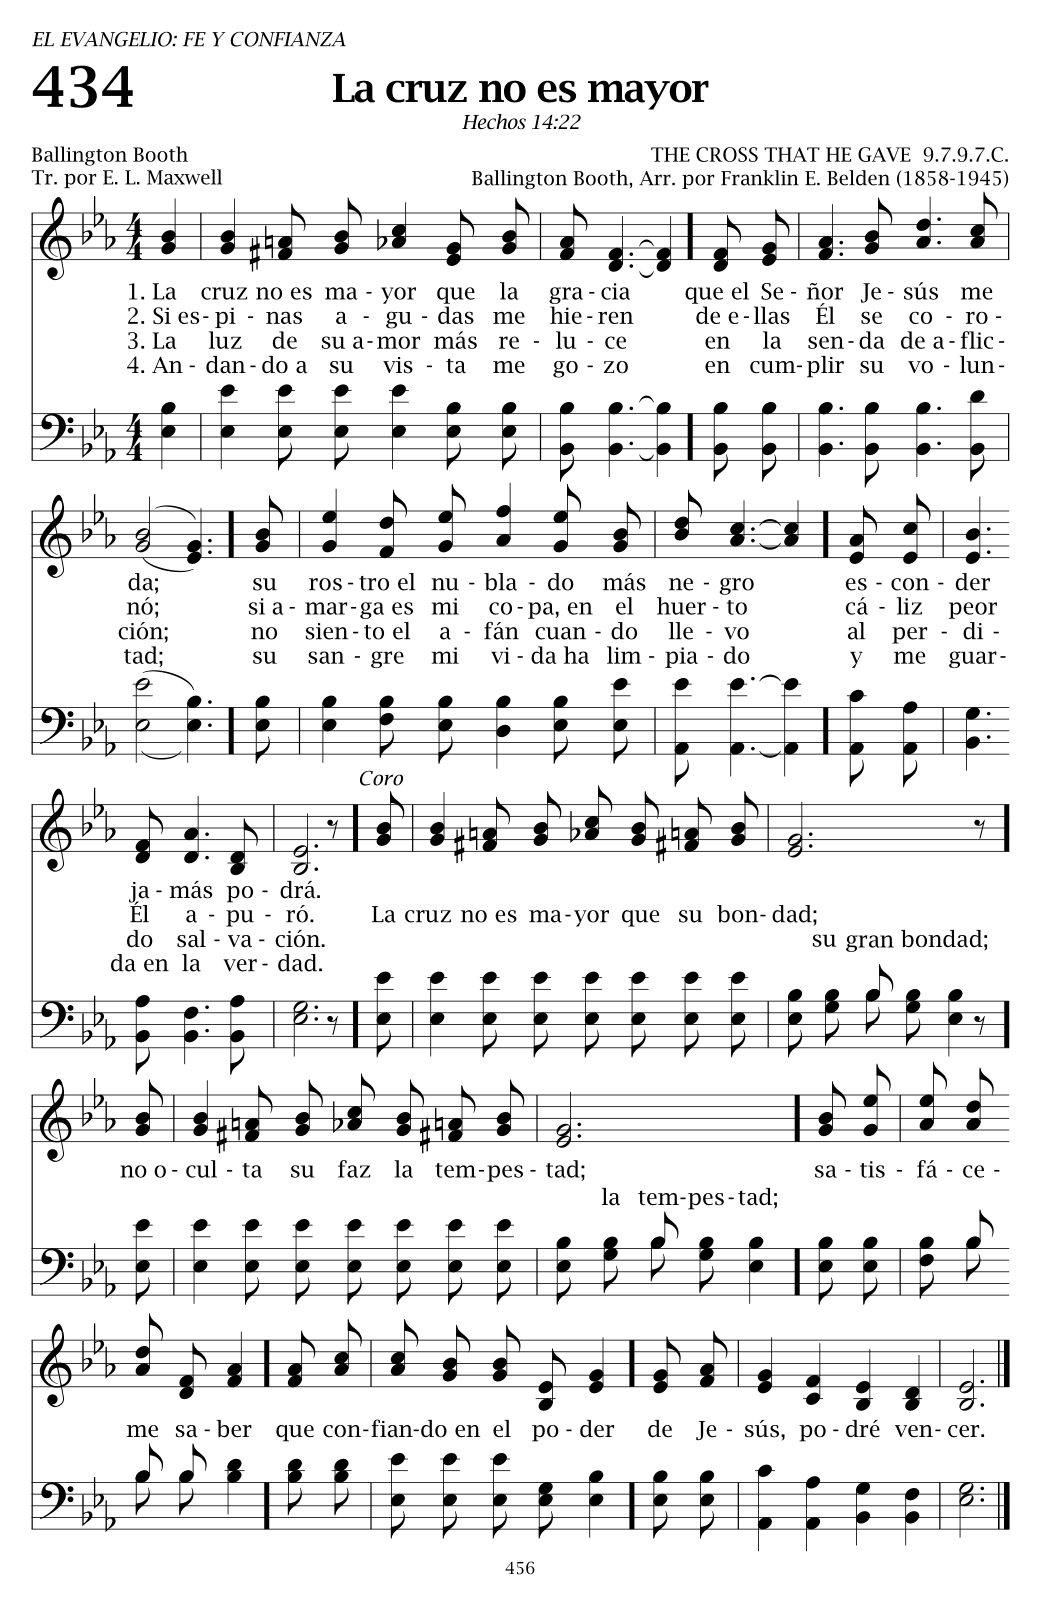 EL EVANGELIO: FE Y CONFIANZA
434
La cruz no es mayor
Hechos 14:22
Ballington Booth
THE CROSS THAT HE GAVE 9.7.9.7.C.
Tr. por E. L. Maxwell
Ballington Booth, Arr. por Franklin E. Belden (1858-1945)
1. La cruz no es ma - yor que la gra - cia que el Se - ñor Je - sús me
2. Si es - pi - nas a - gu - das me hie - ren de e - llas Él se co - ro -
3. La luz de su a - mor más re - lu - ce en la sen - da de a - flic -
4. An - dan - do a su vis - ta me go - zo en cum - plir su vo - lun -
da; su ros - tro el nu - bla - do más ne - gro es - con - der
nó; si a - mar - ga es mi co - pa, en el huer - to cá - liz peor
ción; no sien - to el a - fán cuan - do lle - vo al per - di -
tad; su san - gre mi vi - da ha lim - pia - do y me guar -
Coro
ja - más po - drá.
Él a - pu - ró. La cruz no es ma - yor que su bon - dad;
do sal - va - ción. su gran bondad;
da en la ver - dad.
no o - cul - ta su faz la tem - pes - tad; sa - tis - fá - ce -
la tem - pes - tad;
me sa - ber que con - fian - do en el po - der de Je - sús, po - dré ven - cer.
456